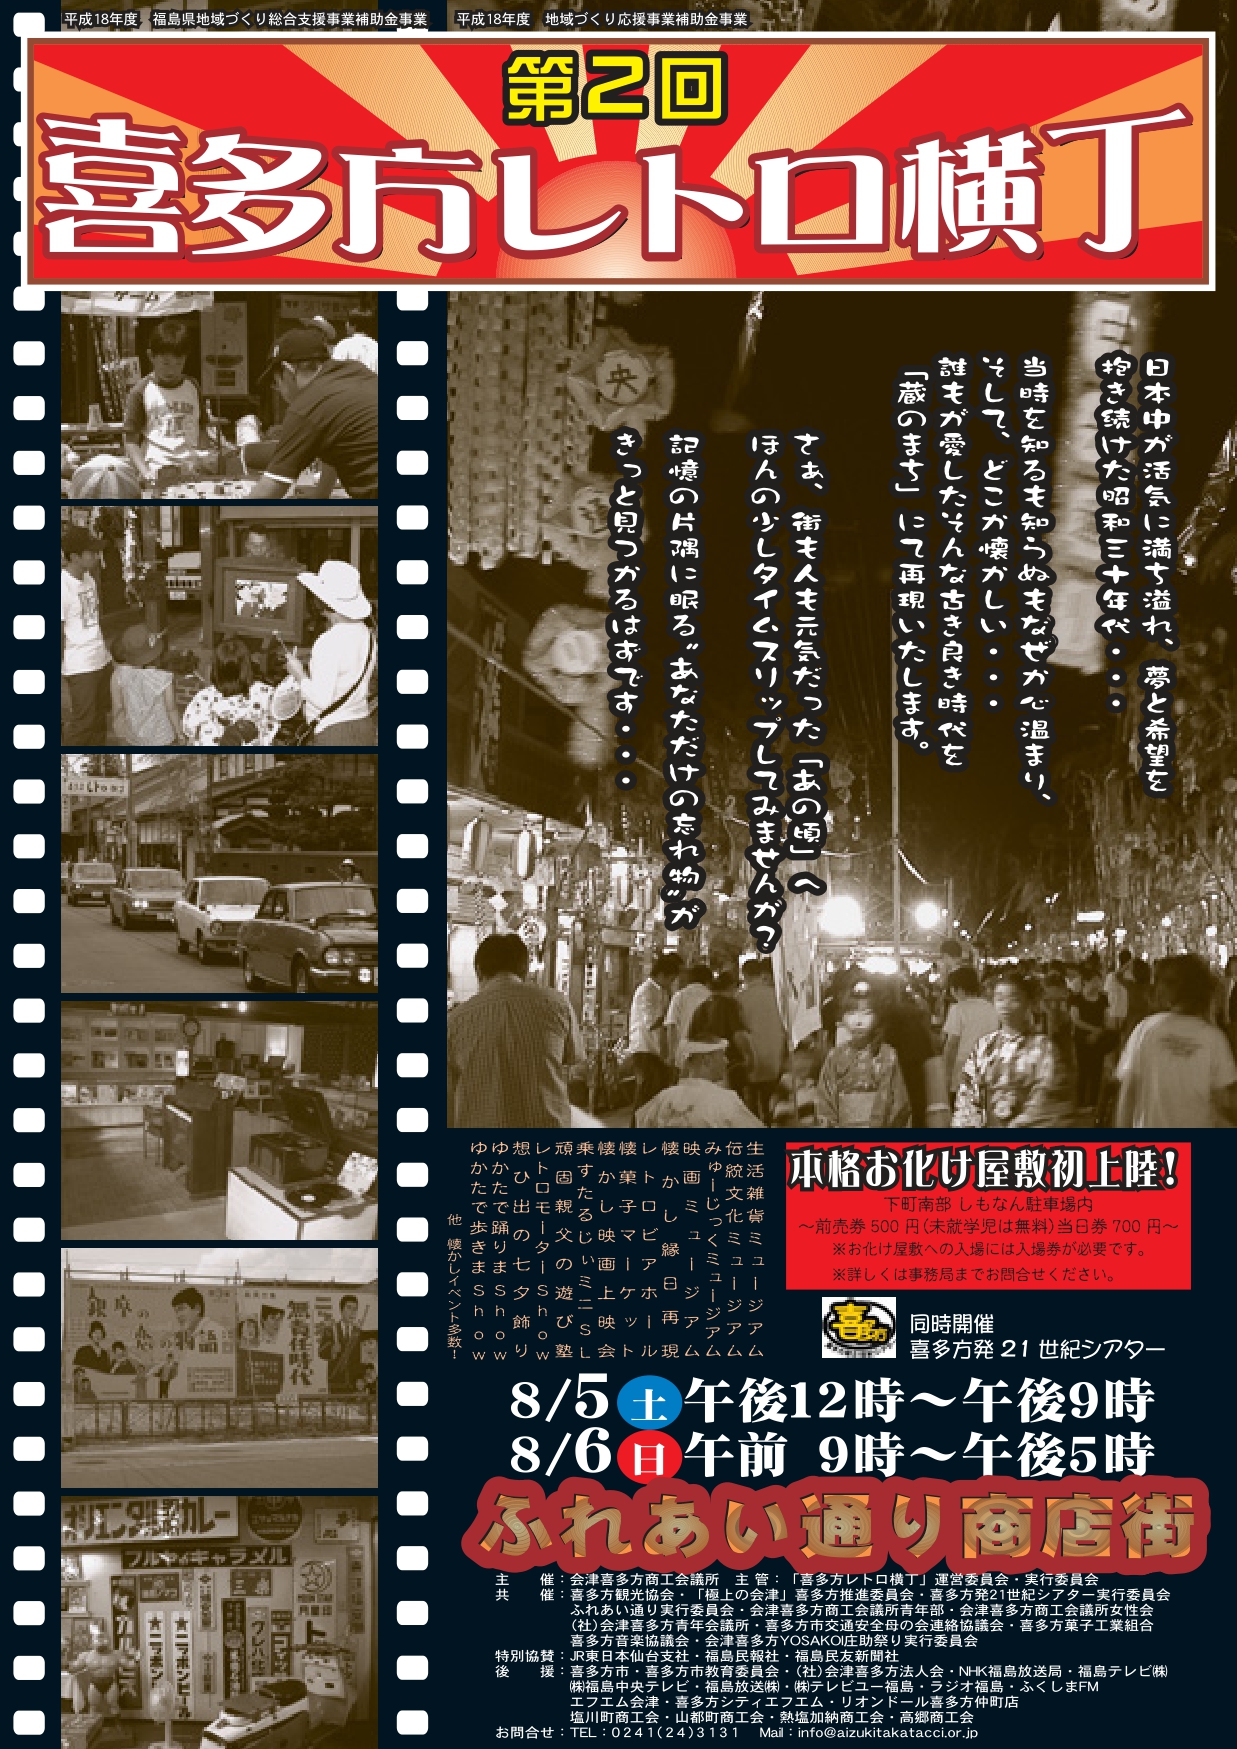 平成18年度　福島県地域づくり総合支援事業補助金事業
平成18年度　地域づくり応援事業補助金事業
第2回
喜多方レトロ横丁
日本中が活気に満ち溢れ、夢と希望を
抱き続けた昭和三十年代・・・
当時を知るも知らぬもなぜか心温まり、
そして、どこか懐かしい・・・
誰もが愛したそんな古き良き時代を
「蔵のまち」にて再現いたします。
さぁ、街も人も元気だった「あの頃」へ
ほんの少しタイムスリップしてみませんか？
記憶の片隅に眠る“あなただけの忘れ物”が
きっと見つかるはずです・・・
央
生活雑貨ミュージアム
伝統文化ミュージアム
みゅーじっくミュージアム
映画ミュージアム
懐かし縁日再現
レトロビアホール
懐菓子マーケット
懐かし映画上映会
乗すたるじぃミニSL
頑固親父の遊び塾
レトロモーターShow
想ひ出の七夕飾り
ゆかたで踊りまShow
ゆかたで歩きまShow
他　懐かしイベント多数！
本格お化け屋敷初上陸！
下町南部 しもなん駐車場内
～前売券 500 円（未就学児は無料）当日券 700 円～
※お化け屋敷への入場には入場券が必要です。
※詳しくは事務局までお問合せください。
喜多方
同時開催
喜多方発 21 世紀シアター
8/5 土 午後12時～午後9時
8/6 日 午前 9時～午後5時
ふれあい通り商店街
主　催：会津喜多方商工会議所　主 管：「喜多方レトロ横丁」運営委員会・実行委員会
共　催：喜多方観光協会・「極上の会津」喜多方推進委員会・喜多方発21世紀シアター実行委員会
ふれあい通り実行委員会・会津喜多方商工会議所青年部・会津喜多方商工会議所女性会
（社）会津喜多方青年会議所・喜多方市交通安全母の会連絡協議会・喜多方菓子工業組合
喜多方音楽協議会・会津喜多方YOSAKOI庄助祭り実行委員会
特別協賛：JR東日本仙台支社・福島民報社・福島民友新聞社
後　援：喜多方市・喜多方市教育委員会・（社）会津喜多方法人会・NHK福島放送局・福島テレビ㈱
㈱福島中央テレビ・福島放送㈱・㈱テレビユー福島・ラジオ福島・ふくしまFM
エフエム会津・喜多方シティエフエム・リオンドール喜多方仲町店
塩川町商工会・山都町商工会・熱塩加納商工会・高郷商工会
お問合せ：TEL：0241(24)3131　Mail：info@aizukitakatacci.or.jp
オリエンタル即席カレー
フルヤのキャラメル